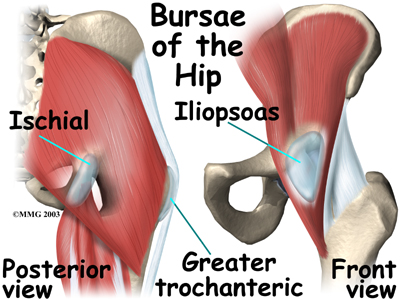 Bursae
of the
Hip
Ischial
Iliopsoas
©MMG 2003
Posterior
view
Greater
trochanteric
Front
view